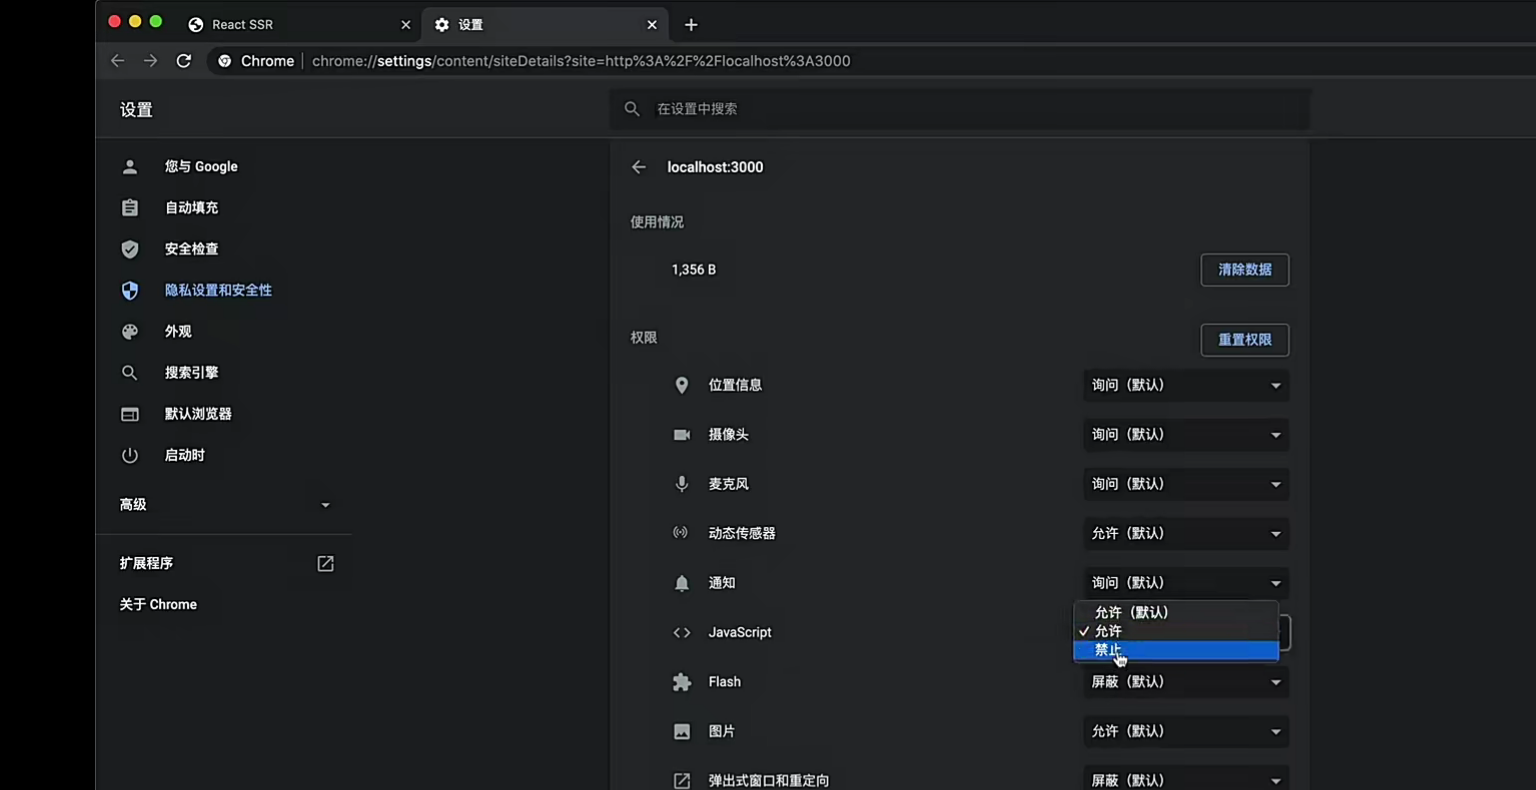 React SSR
设置
Chrome
chrome://settings/content/siteDetails?site=http%3A%2F%2Flocalhost%3A3000
设置
在设置中搜索
您与 Google
自动填充
安全检查
隐私设置和安全性
外观
搜索引擎
默认浏览器
启动时
高级
扩展程序
关于 Chrome
localhost:3000
使用情况
1,356 B
清除数据
权限
重置权限
位置信息
询问（默认）
摄像头
询问（默认）
麦克风
询问（默认）
动态传感器
允许（默认）
通知
询问（默认）
JavaScript
允许（默认）
允许
禁止
Flash
屏蔽（默认）
图片
允许（默认）
弹出式窗口和重定向
屏蔽（默认）